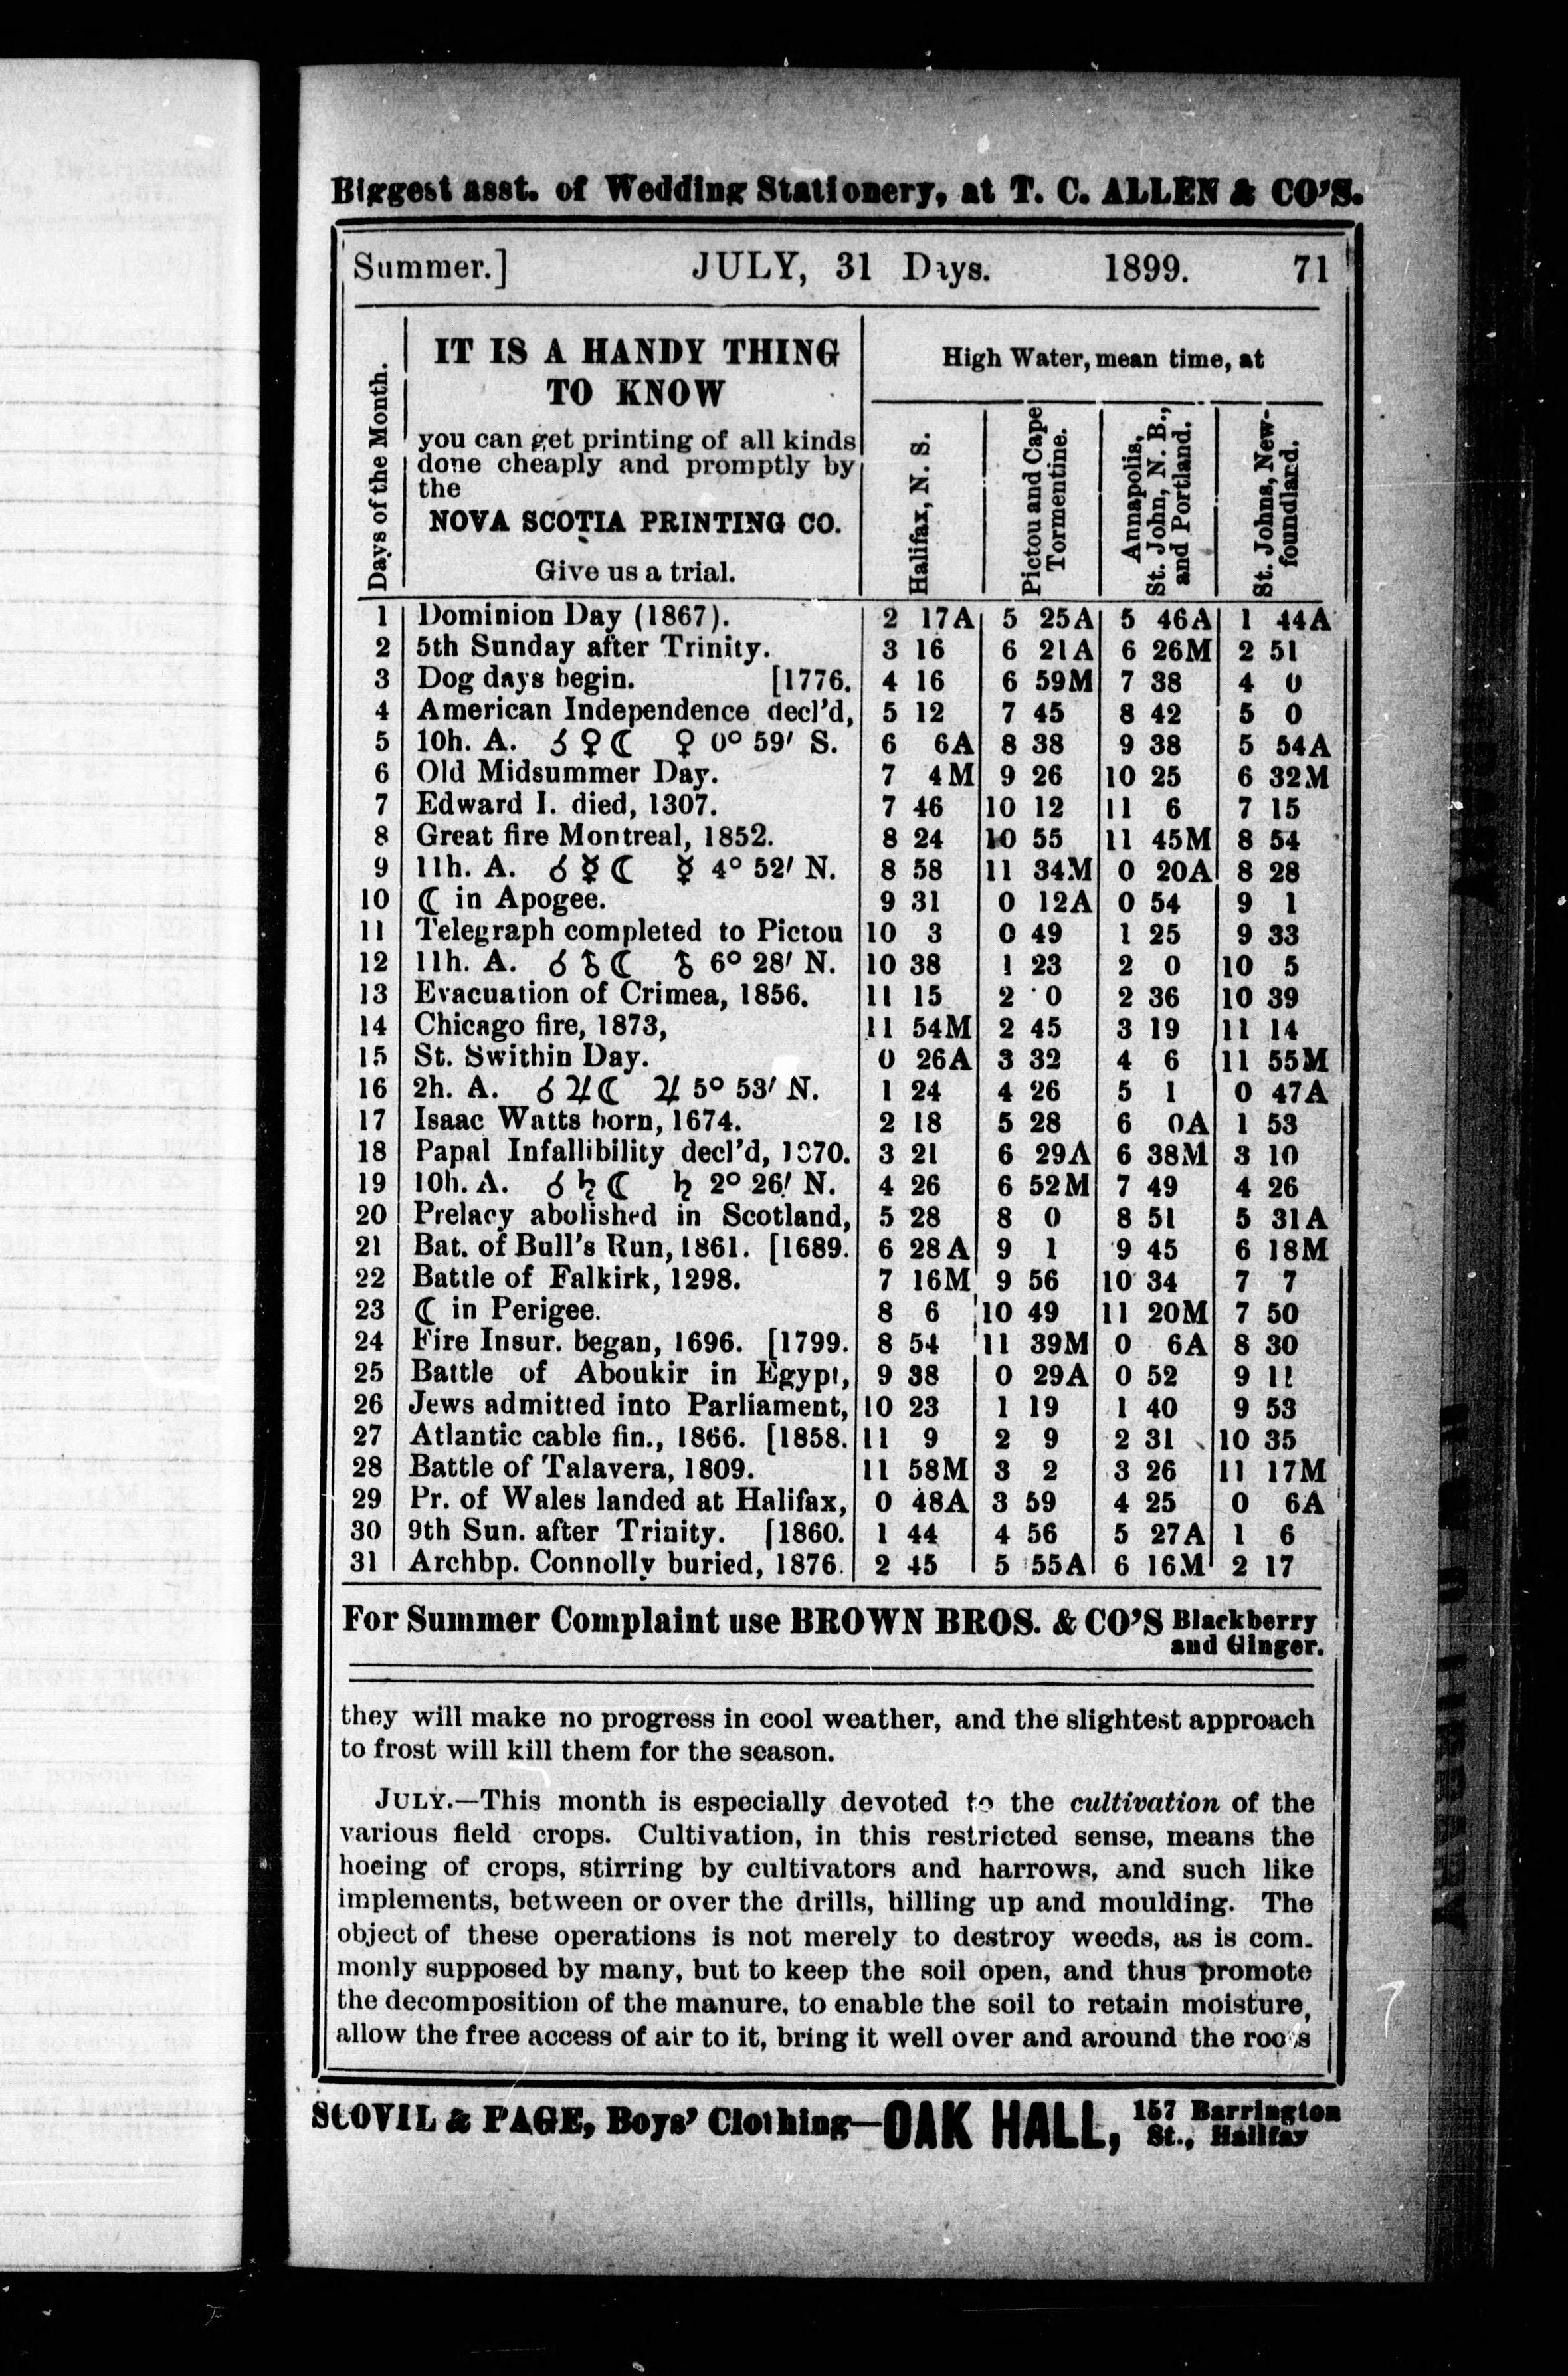 Biggest asst. of Wedding Stationery, at T. C. ALLEN & CO'S.
Summer.] JULY, 31 Days. 1899. 71
Days of the Month.
IT IS A HANDY THING
TO KNOW
you can get printing of all kinds
done cheaply and promptly by
the
NOVA SCOTIA PRINTING CO.
Give us a trial.
High Water, mean time, at
Halifax, N. S.
Pictou and Cape
Tormentine.
Annapolis,
St. John, N. B.,
and Portland.
St. Johns, New-
foundland.
1 Dominion Day (1867). 2 17A 5 25A 5 46A 1 44A
2 5th Sunday after Trinity. 3 16 6 21A 6 26M 2 51
3 Dog days begin. [1776. 4 16 6 59M 7 38 4 0
4 American Independence decl'd, 5 12 7 45 8 42 5 0
5 10h. A. ☌♀☾ ♀ 0° 59′ S. 6 6A 8 38 9 38 5 54A
6 Old Midsummer Day. 7 4M 9 26 10 25 6 32M
7 Edward I. died, 1307. 7 46 10 12 11 6 7 15
8 Great fire Montreal, 1852. 8 24 10 55 11 45M 8 54
9 11h. A. ☌☿☾ ☿ 4° 52′ N. 8 58 11 34M 0 20A 8 28
10 ☾ in Apogee. 9 31 0 12A 0 54 9 1
11 Telegraph completed to Pictou 10 3 0 49 1 25 9 33
12 11h. A. ☌♁☾ ♁ 6° 28′ N. 10 38 1 23 2 0 10 5
13 Evacuation of Crimea, 1856. 11 15 2 0 2 36 10 39
14 Chicago fire, 1873, 11 54M 2 45 3 19 11 14
15 St. Swithin Day. 0 26A 3 32 4 6 11 55M
16 2h. A. ☌♃☾ ♃ 5° 53′ N. 1 24 4 26 5 1 0 47A
17 Isaac Watts born, 1674. 2 18 5 28 6 0A 1 53
18 Papal Infallibility decl'd, 1870. 3 21 6 29A 6 38M 3 10
19 10h. A. ☌♄☾ ♄ 2° 26′ N. 4 26 6 52M 7 49 4 26
20 Prelacy abolished in Scotland, 5 28 8 0 8 51 5 31A
21 Bat. of Bull's Run, 1861. [1689. 6 28A 9 1 9 45 6 18M
22 Battle of Falkirk, 1298. 7 16M 9 56 10 34 7 7
23 ☾ in Perigee. 8 6 10 49 11 20M 7 50
24 Fire Insur. began, 1696. [1799. 8 54 11 39M 0 6A 8 30
25 Battle of Aboukir in Egypt, 9 38 0 29A 0 52 9 11
26 Jews admitted into Parliament, 10 23 1 19 1 40 9 53
27 Atlantic cable fin., 1866. [1858. 11 9 2 9 2 31 10 35
28 Battle of Talavera, 1809. 11 58M 3 2 3 26 11 17M
29 Pr. of Wales landed at Halifax, 0 48A 3 59 4 25 0 6A
30 9th Sun. after Trinity. [1860. 1 44 4 56 5 27A 1 6
31 Archbp. Connolly buried, 1876. 2 45 5 55A 6 16M 2 17
For Summer Complaint use BROWN BROS. & CO'S Blackberry
and Ginger.
they will make no progress in cool weather, and the slightest approach
to frost will kill them for the season.
JULY.—This month is especially devoted to the cultivation of the
various field crops. Cultivation, in this restricted sense, means the
hoeing of crops, stirring by cultivators and harrows, and such like
implements, between or over the drills, hilling up and moulding. The
object of these operations is not merely to destroy weeds, as is com-
monly supposed by many, but to keep the soil open, and thus promote
the decomposition of the manure, to enable the soil to retain moisture,
allow the free access of air to it, bring it well over and around the roots
SCOVIL & PAGE, Boys' Clothing—OAK HALL, 157 Barrington
St., Halifax